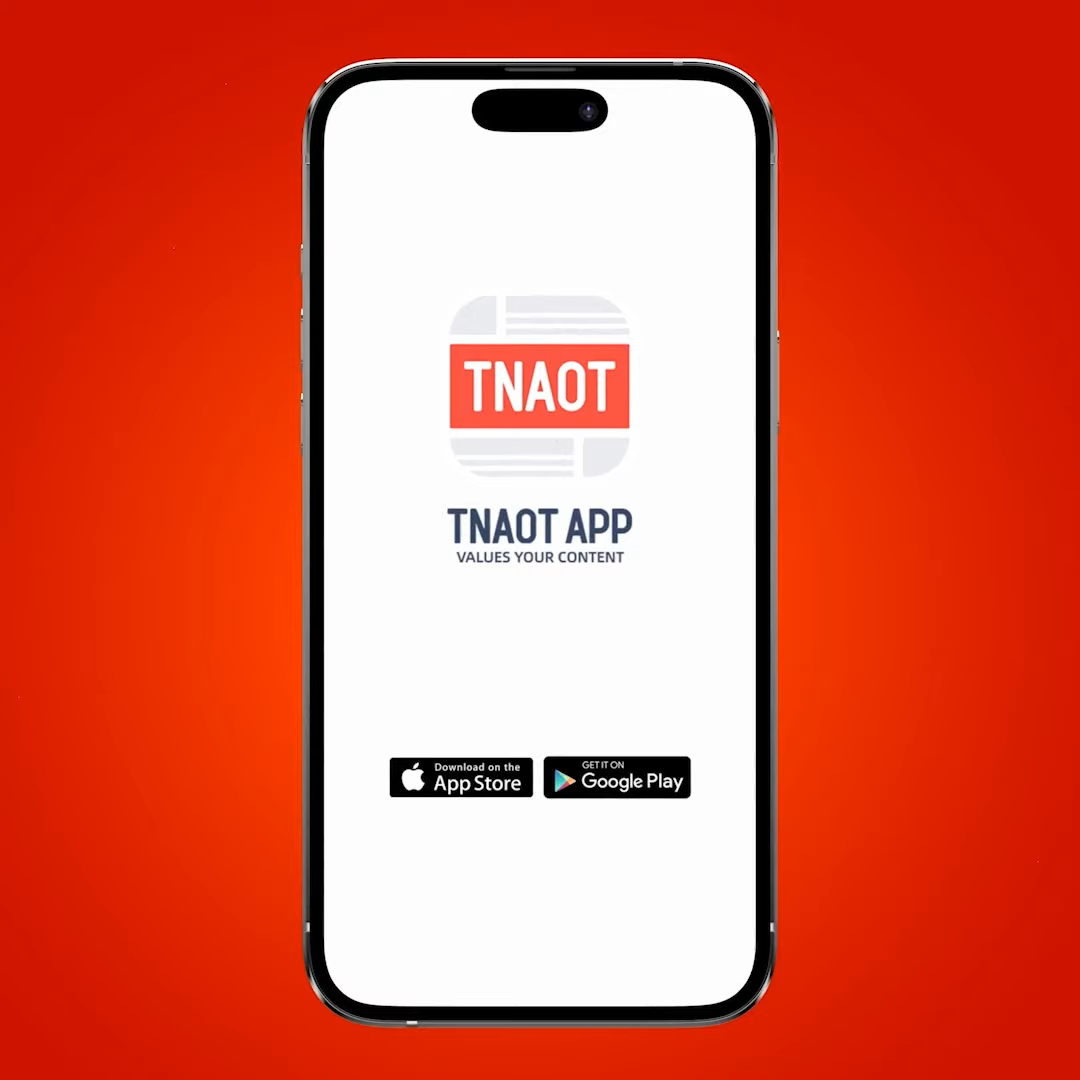 TNAOT
TNAOT APP
VALUES YOUR CONTENT
Download on the
App Store
GET IT ON
Google Play